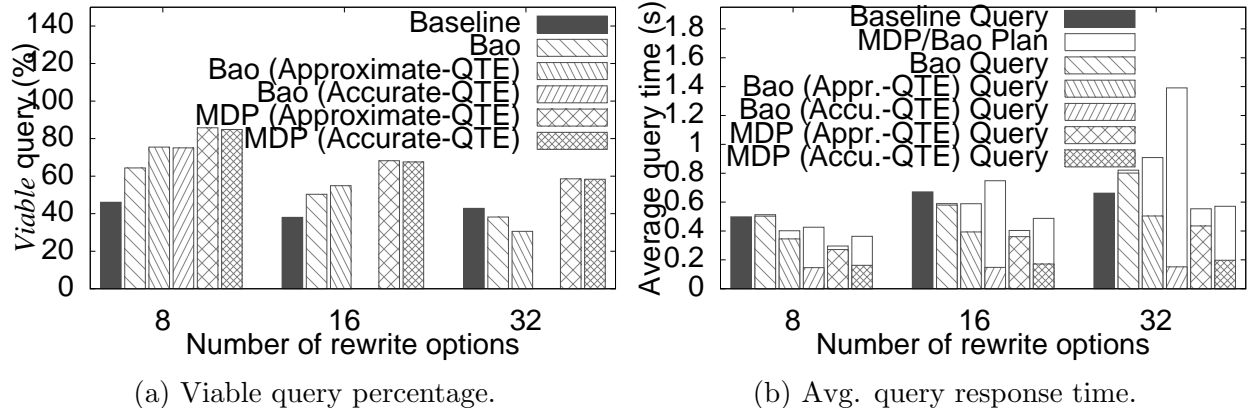 Viable query (%)
140
120
100
80
60
40
20
0
Baseline
Bao
Bao (Approximate-QTE)
Bao (Accurate-QTE)
MDP (Approximate-QTE)
MDP (Accurate-QTE)
8
16
32
Number of rewrite options
(a) Viable query percentage.
Average query time (s)
1.8
1.6
1.4
1.2
1
0.8
0.6
0.4
0.2
0
Baseline Query
MDP/Bao Plan
Bao Query
Bao (Appr.-QTE) Query
Bao (Accu.-QTE) Query
MDP (Appr.-QTE) Query
MDP (Accu.-QTE) Query
8
16
32
Number of rewrite options
(b) Avg. query response time.